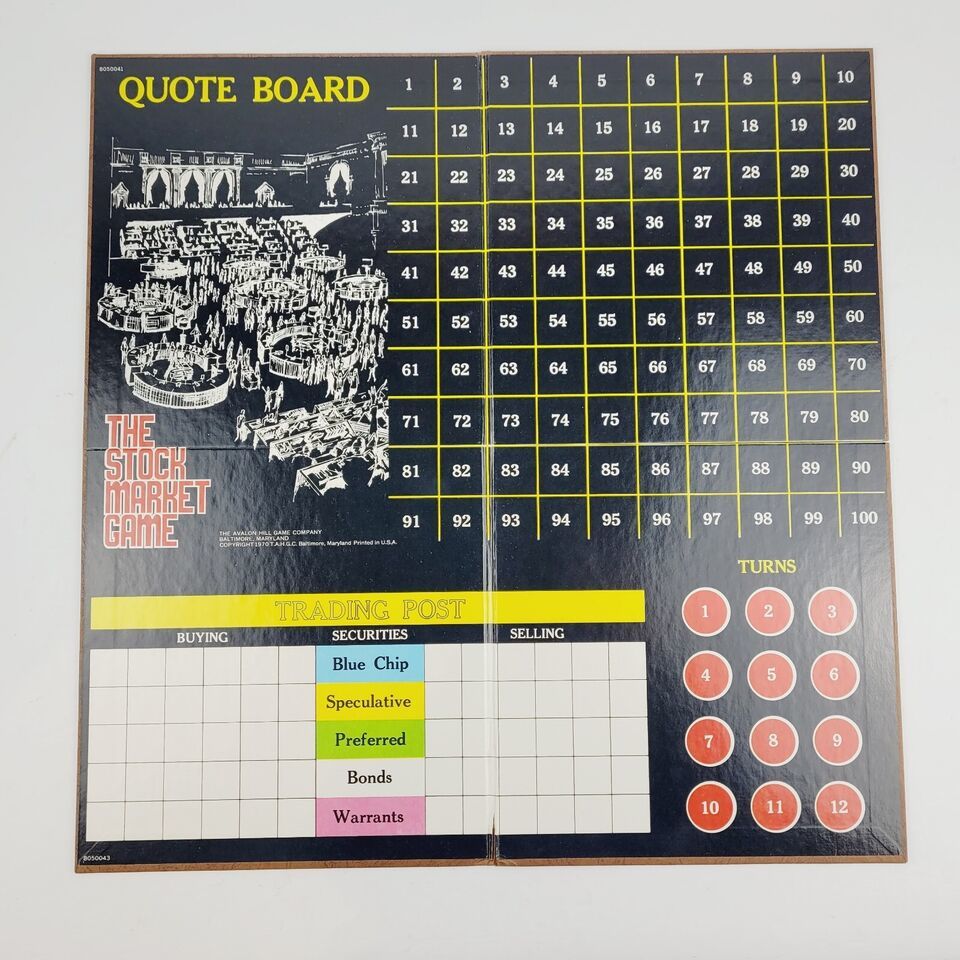 8050041
QUOTE BOARD
1 2 3 4 5 6 7 8 9 10
11 12 13 14 15 16 17 18 19 20
21 22 23 24 25 26 27 28 29 30
31 32 33 34 35 36 37 38 39 40
41 42 43 44 45 46 47 48 49 50
51 52 53 54 55 56 57 58 59 60
61 62 63 64 65 66 67 68 69 70
71 72 73 74 75 76 77 78 79 80
81 82 83 84 85 86 87 88 89 90
91 92 93 94 95 96 97 98 99 100
THE
STOCK
MARKET
GAME
THE AVALON HILL GAME COMPANY
BALTIMORE, MARYLAND
COPYRIGHT 1970 T.A.H.G.C. Baltimore, Maryland Printed in U.S.A.
TRADING POST
BUYING SECURITIES SELLING
Blue Chip
Speculative
Preferred
Bonds
Warrants
TURNS
1 2 3
4 5 6
7 8 9
10 11 12
8050043